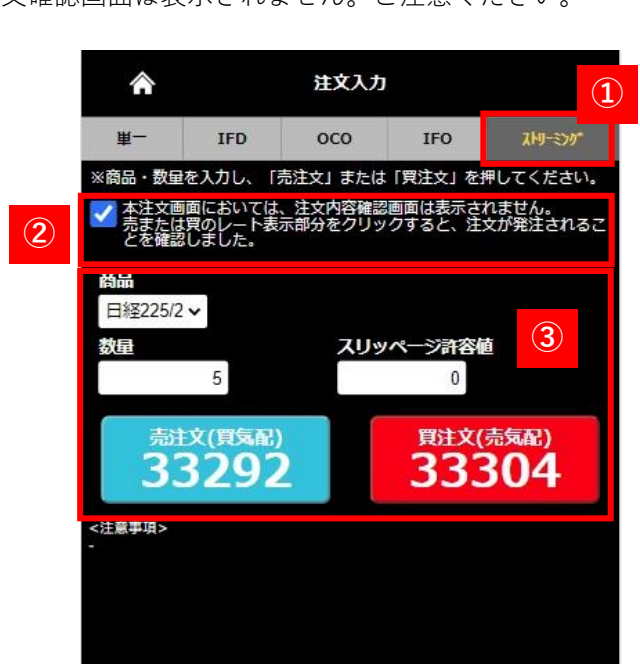 文確認画面は表示されません。ご注意ください。
注文入力
①
単一 IFD OCO IFO ｽﾄﾘｰﾐﾝｸﾞ
※商品・数量を入力し、「売注文」または「買注文」を押してください。
②
本注文画面においては、注文内容確認画面は表示されません。
売または買のレート表示部分をクリックすると、注文が発注されるこ
とを確認しました。
商品
日経225/2
③
数量 スリッページ許容値
5 0
売注文(買気配) 買注文(売気配)
33292 33304
<注意事項>
-